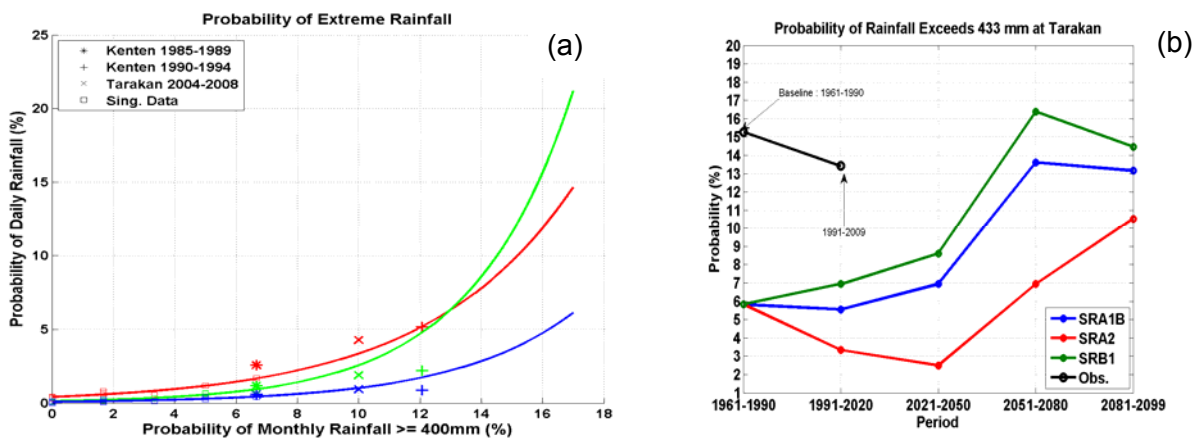 Probability of Extreme Rainfall
(a)
25
20
15
10
5
0
Probability of Daily Rainfall (%)
Kenten 1985-1989
Kenten 1990-1994
Tarakan 2004-2008
Sing. Data
0 2 4 6 8 10 12 14 16 18
Probability of Monthly Rainfall >= 400mm (%)
Probability of Rainfall Exceeds 433 mm at Tarakan
(b)
20
19
18
17
16
15
14
13
12
11
10
9
8
7
6
5
4
3
2
1
Probability (%)
Baseline : 1961-1990
1991-2009
SRA1B
SRA2
SRB1
Obs.
1961-1990 1991-2020 2021-2050 2051-2080 2081-2099
Period